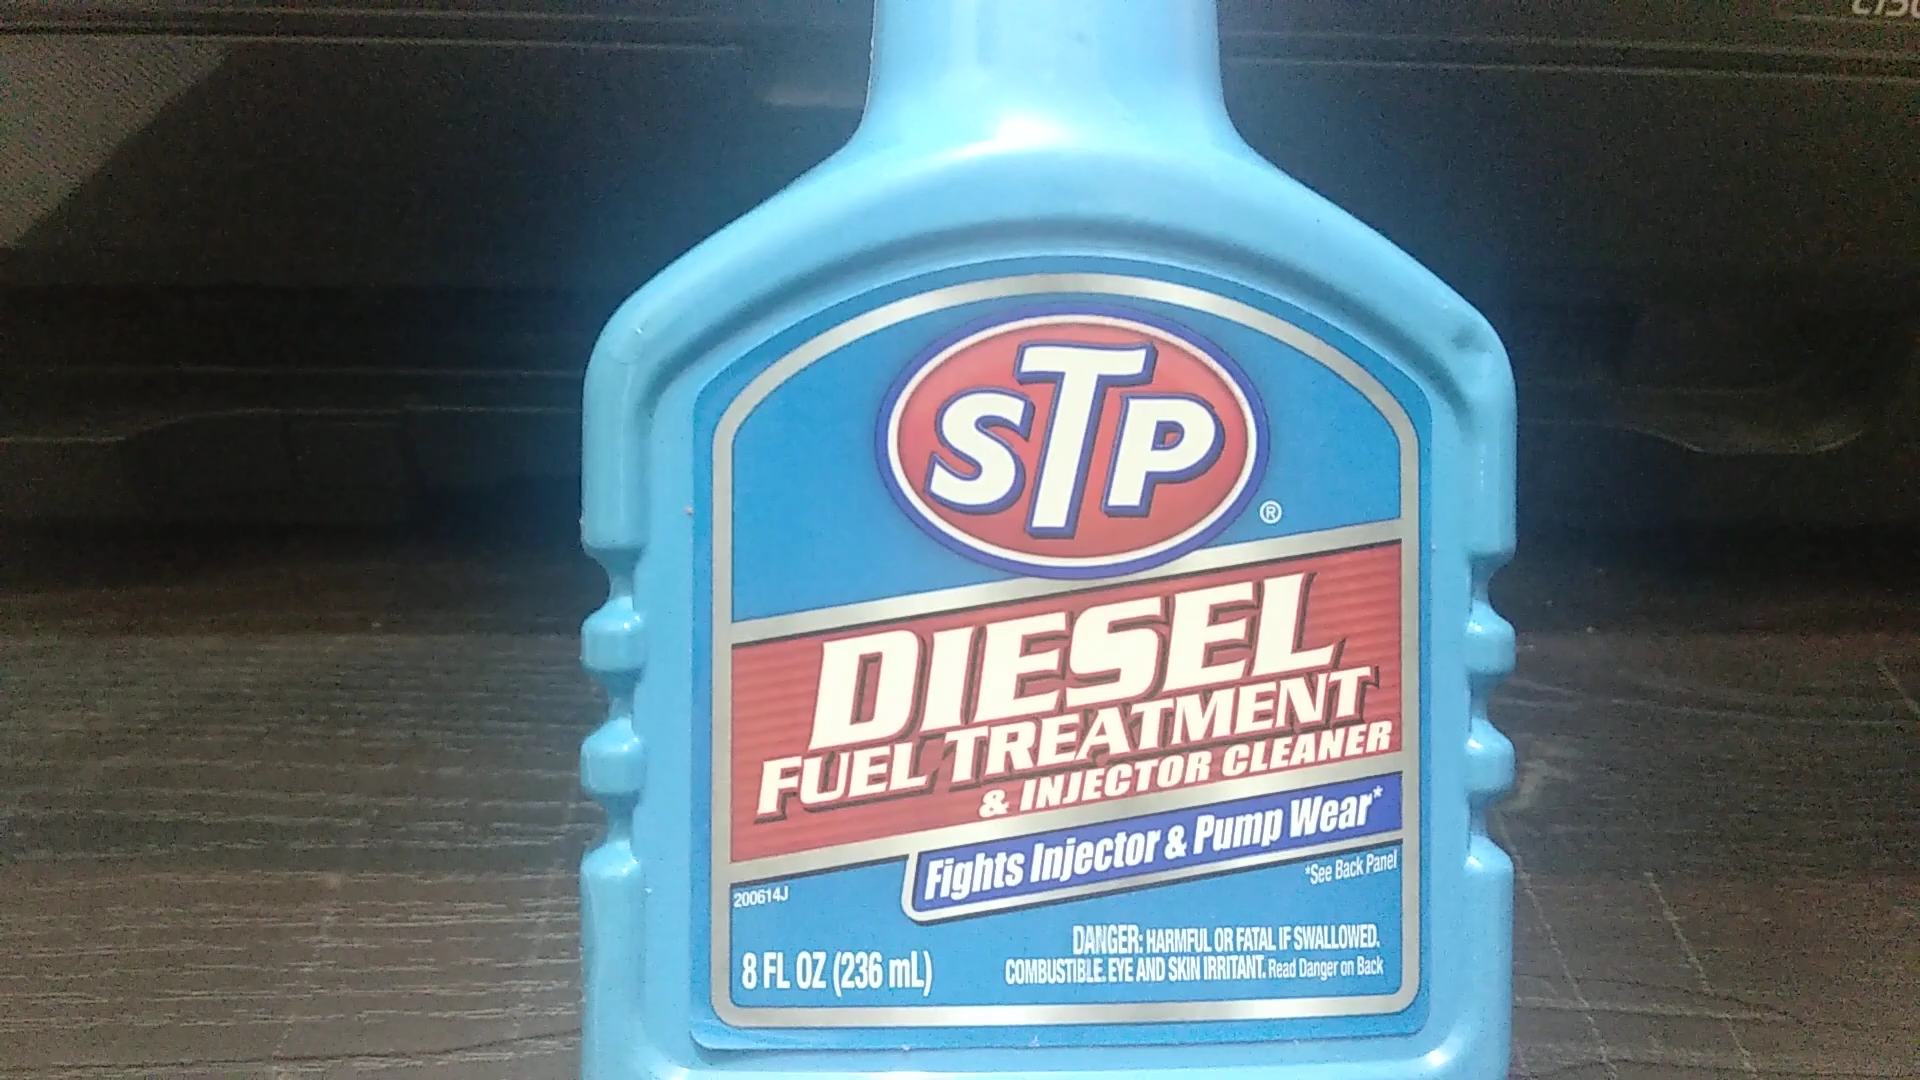 STP
®
DIESEL
FUEL TREATMENT
& INJECTOR CLEANER
Fights Injector & Pump Wear*
*See Back Panel
200614J
DANGER: HARMFUL OR FATAL IF SWALLOWED.
COMBUSTIBLE. EYE AND SKIN IRRITANT. Read Danger on Back
8 FL OZ (236 mL)